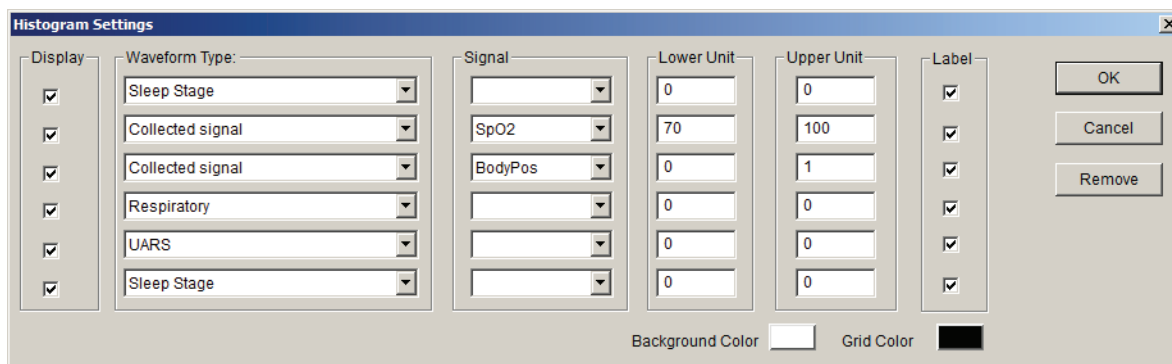 Histogram Settings
Display Waveform Type: Signal Lower Unit Upper Unit Label
Sleep Stage 0 0
OK
Collected signal SpO2 70 100
Cancel
Collected signal BodyPos 0 1
Remove
Respiratory 0 0
UARS 0 0
Sleep Stage 0 0
Background Color Grid Color